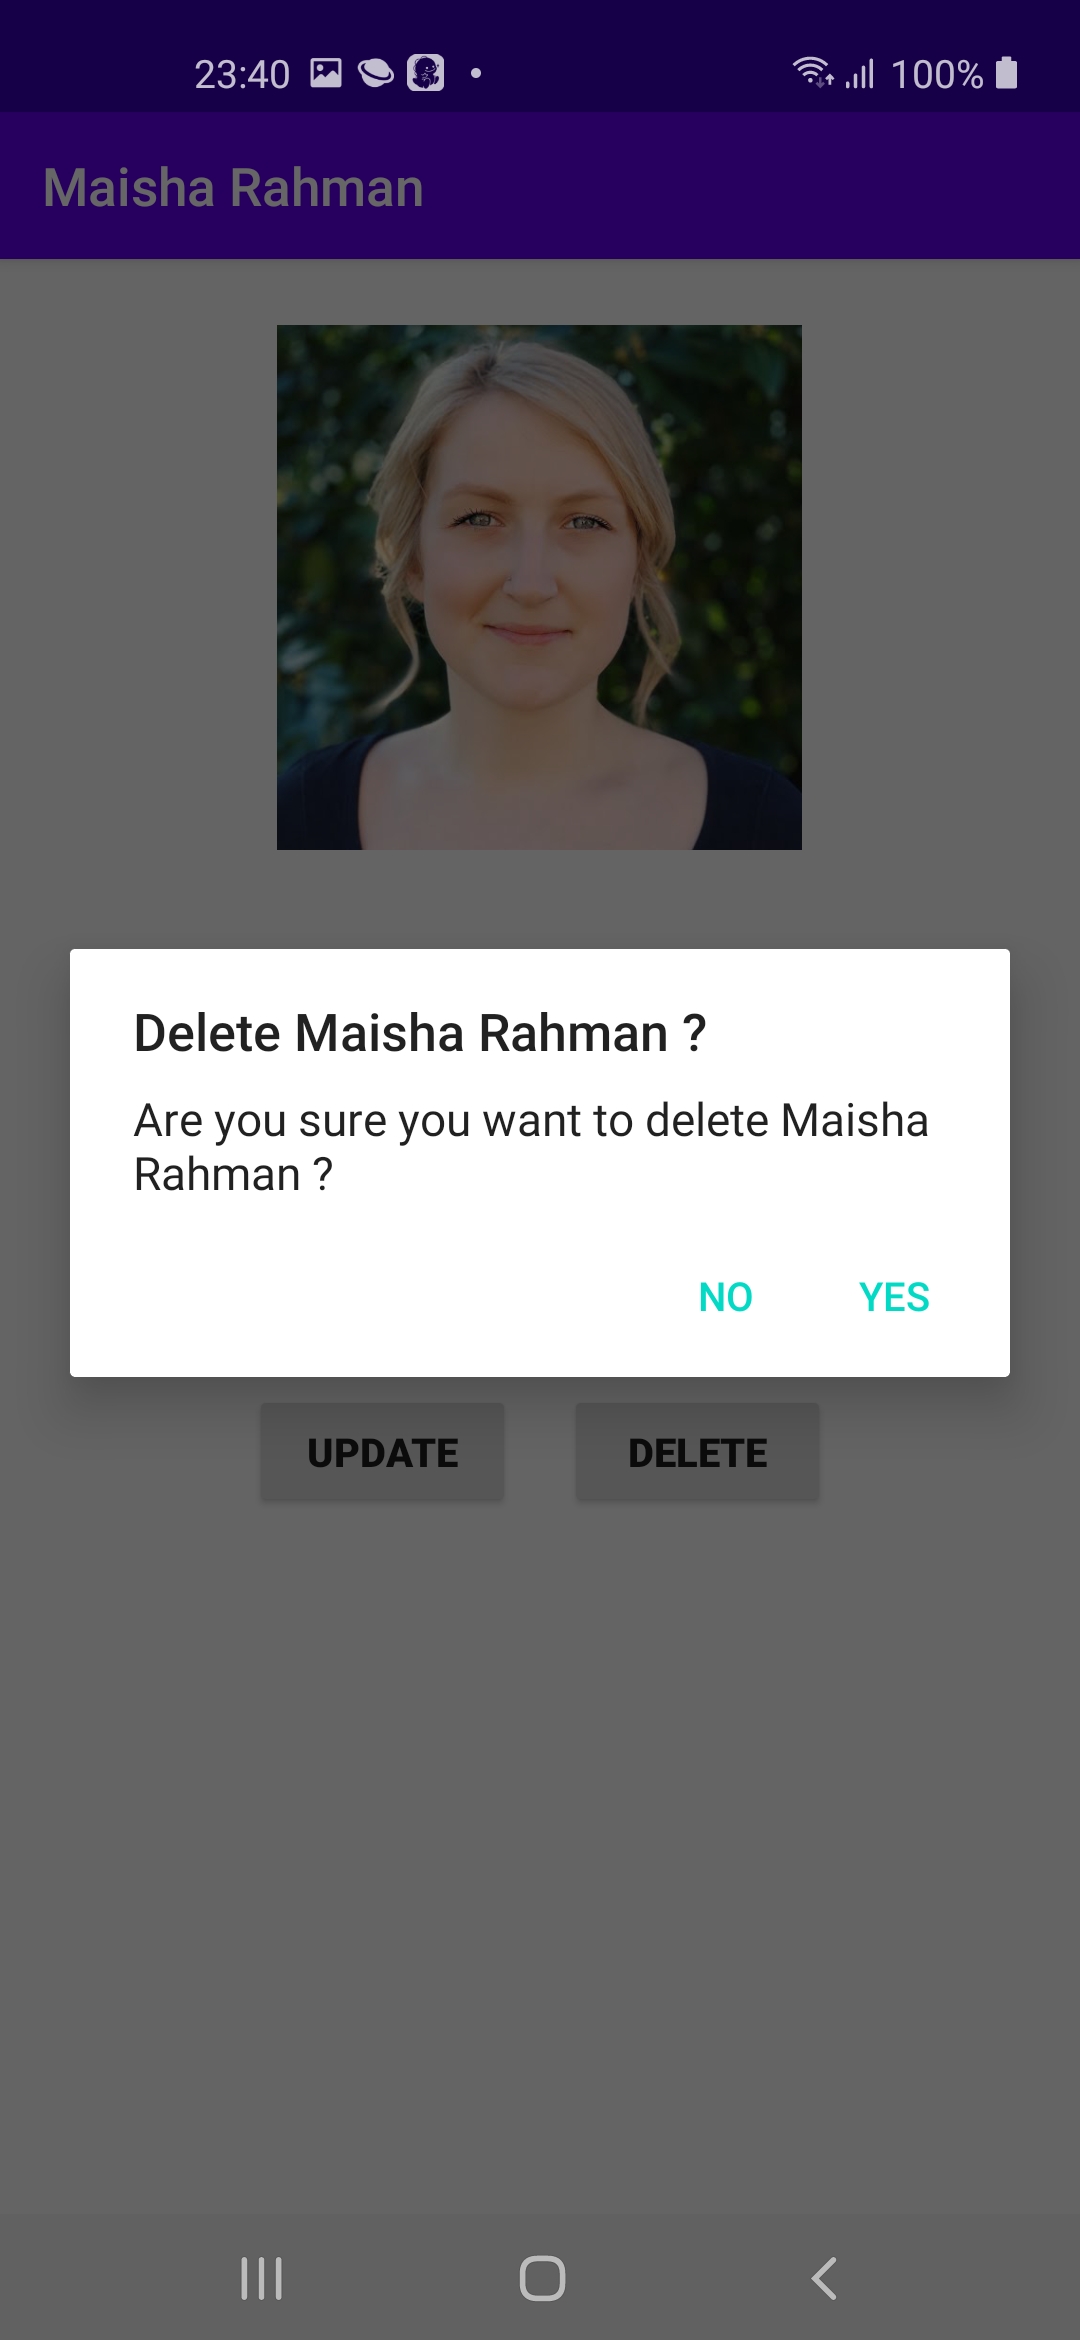 23:40
100%
Maisha Rahman
Delete Maisha Rahman ?
Are you sure you want to delete Maisha
Rahman ?
NO YES
UPDATE DELETE